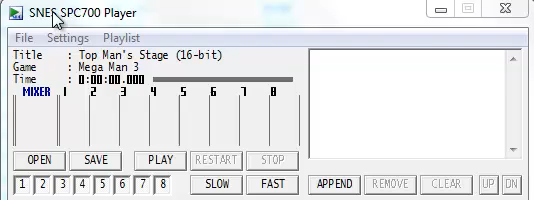 SNES SPC700 Player
File Settings Playlist
Title : Top Man's Stage (16-bit)
Game : Mega Man 3
Time : 0:00:00.000
MIXER 1 2 3 4 5 6 7 8
OPEN SAVE PLAY RESTART STOP
1 2 3 4 5 6 7 8 SLOW FAST APPEND REMOVE CLEAR UP DN